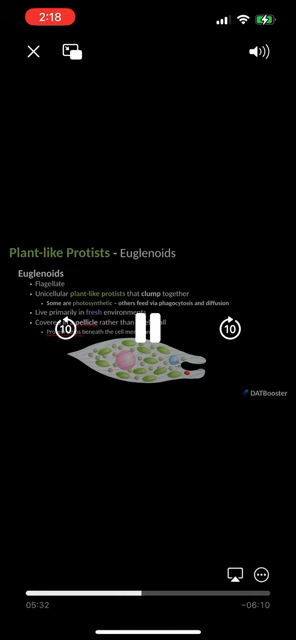 2:18
Plant-like Protists - Euglenoids
Euglenoids
• Flagellate
• Unicellular plant-like protists that clump together
• Some are photosynthetic – others feed via phagocytosis and diffusion
• Live primarily in fresh environments
• Covere pellicle rather than all
10
10
beneath the cell
DATBooster
05:32
−06:10